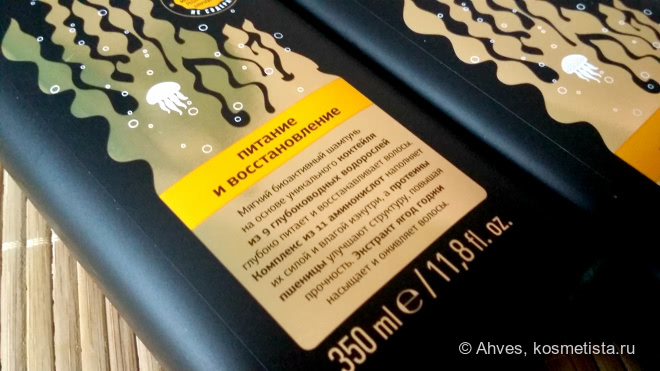 не содерж
питание
и восстановление
Мягкий биоактивный шампунь
на основе уникального коктейля
из 9 глубоководных водорослей
глубоко питает и восстанавливает волосы.
Комплекс из 11 аминокислот наполняет
их силой и влагой изнутри, а протеины
пшеницы улучшают структуру, повышая
прочность. Экстракт ягод годжи
насыщает и оживляет волосы.
350 ml ℮ / 11,8 fl. oz.
© Ahves, kosmetista.ru